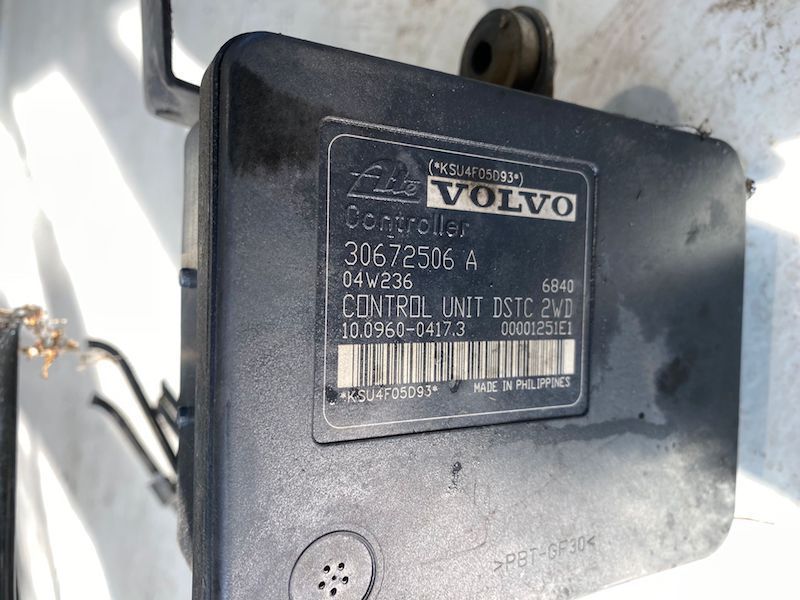 (*KSU4F05D93*)
Ate VOLVO
Controller
30672506 A
04W236 6840
CONTROL UNIT DSTC 2WD
10.0960-0417.3 00001251E1
*KSU4F05D93* MADE IN PHILIPPINES
>PBT-GF30<